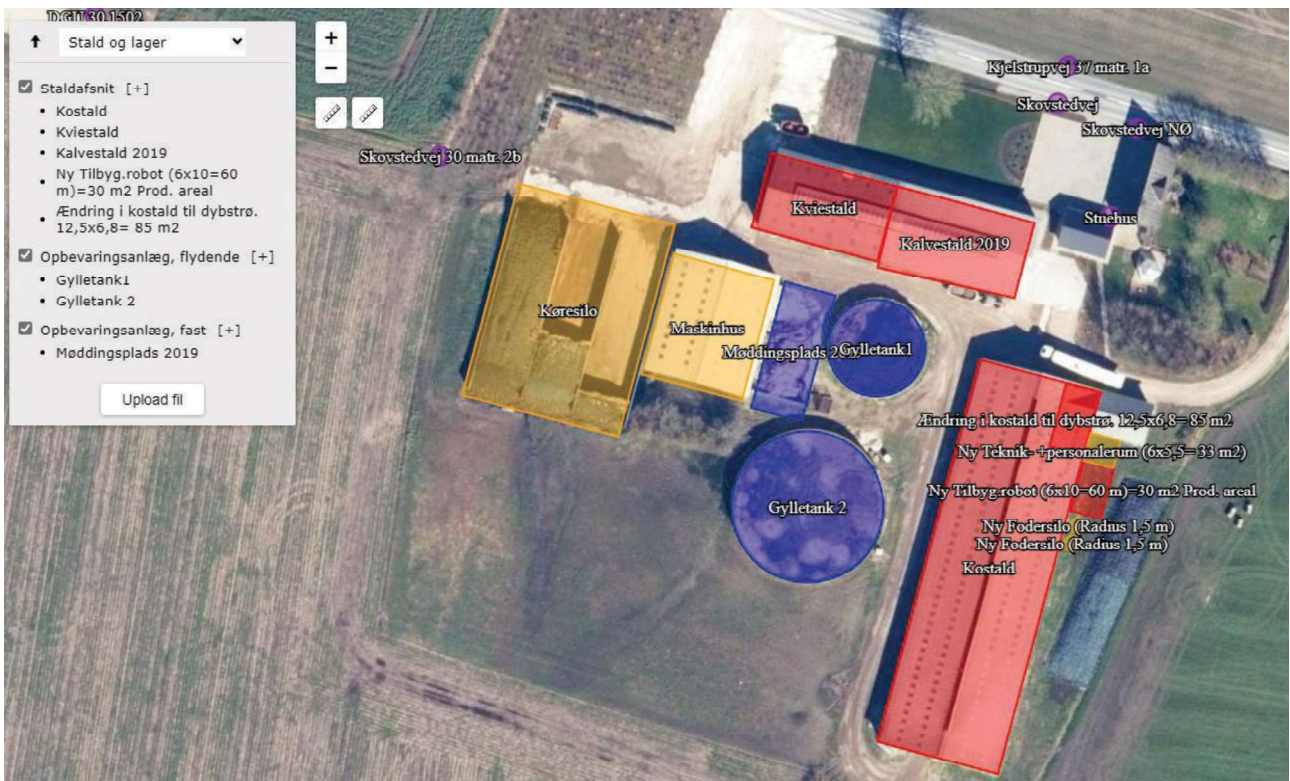 DGU 30.1502
Stald og lager
Staldafsnit [+]
Kostald
Kviestald
Kalvestald 2019
Ny Tilbyg.robot (6x10=60
m)=30 m2 Prod. areal
Ændring i kostald til dybstrø.
12,5x6,8= 85 m2
Opbevaringsanlæg, flydende [+]
Gylletank1
Gylletank 2
Opbevaringsanlæg, fast [+]
Møddingsplads 2019
Upload fil
+
−
Kjelstrupvej 37 matr. 1a
Skovstedvej
Skovstedvej NØ
Skovstedvej 30 matr. 2b
Kviestald
Stuehus
Kalvestald 2019
Køresilo
Maskinhus
Møddingsplads
Gylletank1
Ændring i kostald til dybstrø. 12,5x6,8= 85 m2
Ny Teknik- +personalerum (6x5,5= 33 m2)
Ny Tilbyg.robot (6x10=60 m)=30 m2 Prod. areal
Gylletank 2
Ny Fodersilo (Radius 1,5 m)
Ny Fodersilo (Radius 1,5 m)
Kostald